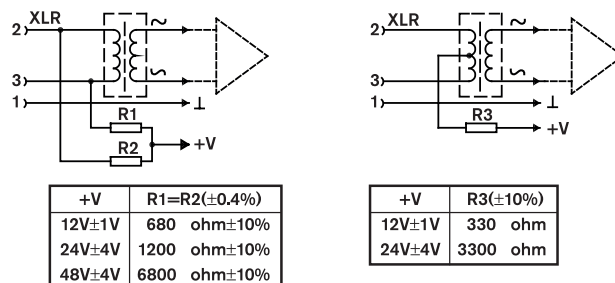 XLR
2
3
1
⊥
R1
R2
+V
+V R1=R2(±0.4%)
12V±1V 680 ohm±10%
24V±4V 1200 ohm±10%
48V±4V 6800 ohm±10%
XLR
2
3
1
⊥
R3
+V
+V R3(±10%)
12V±1V 330 ohm
24V±4V 3300 ohm